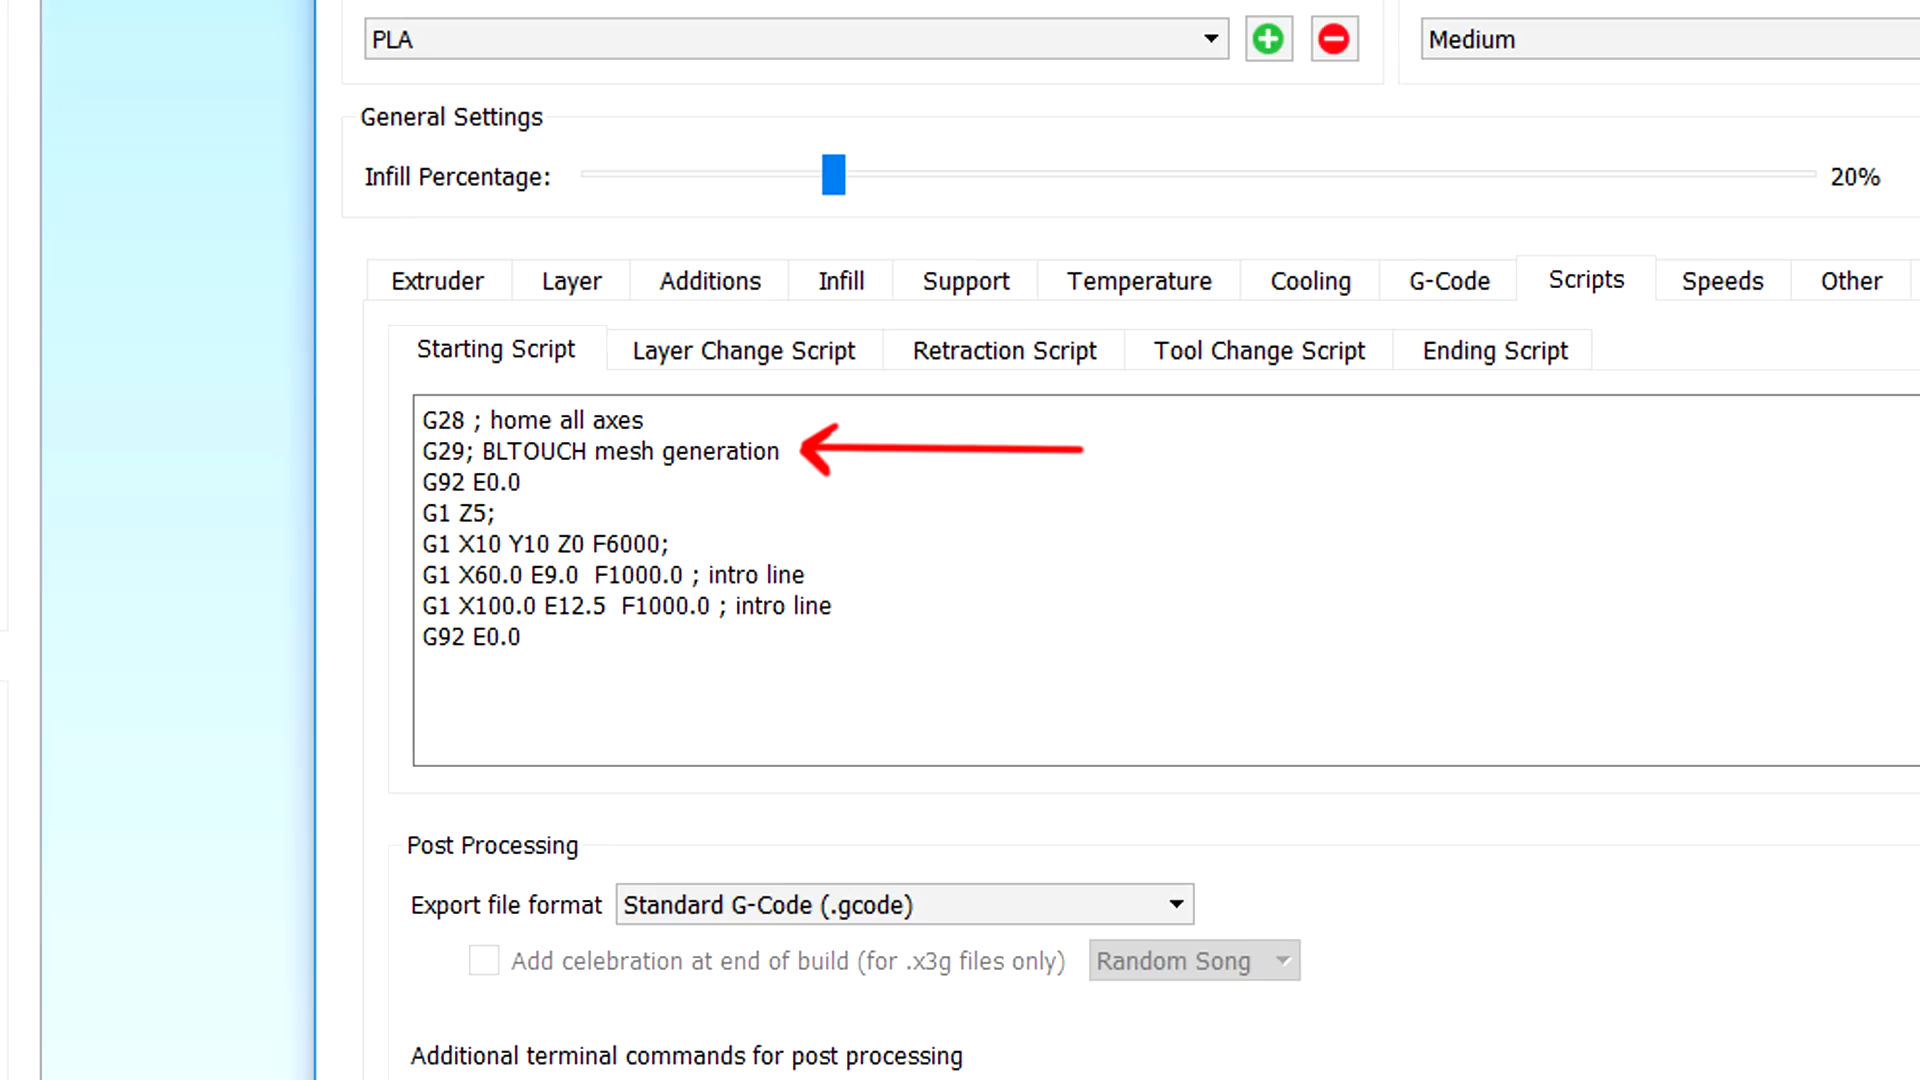 PLA
Medium
General Settings
Infill Percentage:
20%
Extruder
Layer
Additions
Infill
Support
Temperature
Cooling
G-Code
Scripts
Speeds
Other
Starting Script
Layer Change Script
Retraction Script
Tool Change Script
Ending Script
G28 ; home all axes
G29; BLTOUCH mesh generation
G92 E0.0
G1 Z5;
G1 X10 Y10 Z0 F6000;
G1 X60.0 E9.0  F1000.0 ; intro line
G1 X100.0 E12.5  F1000.0 ; intro line
G92 E0.0
Post Processing
Export file format
Standard G-Code (.gcode)
Add celebration at end of build (for .x3g files only)
Random Song
Additional terminal commands for post processing